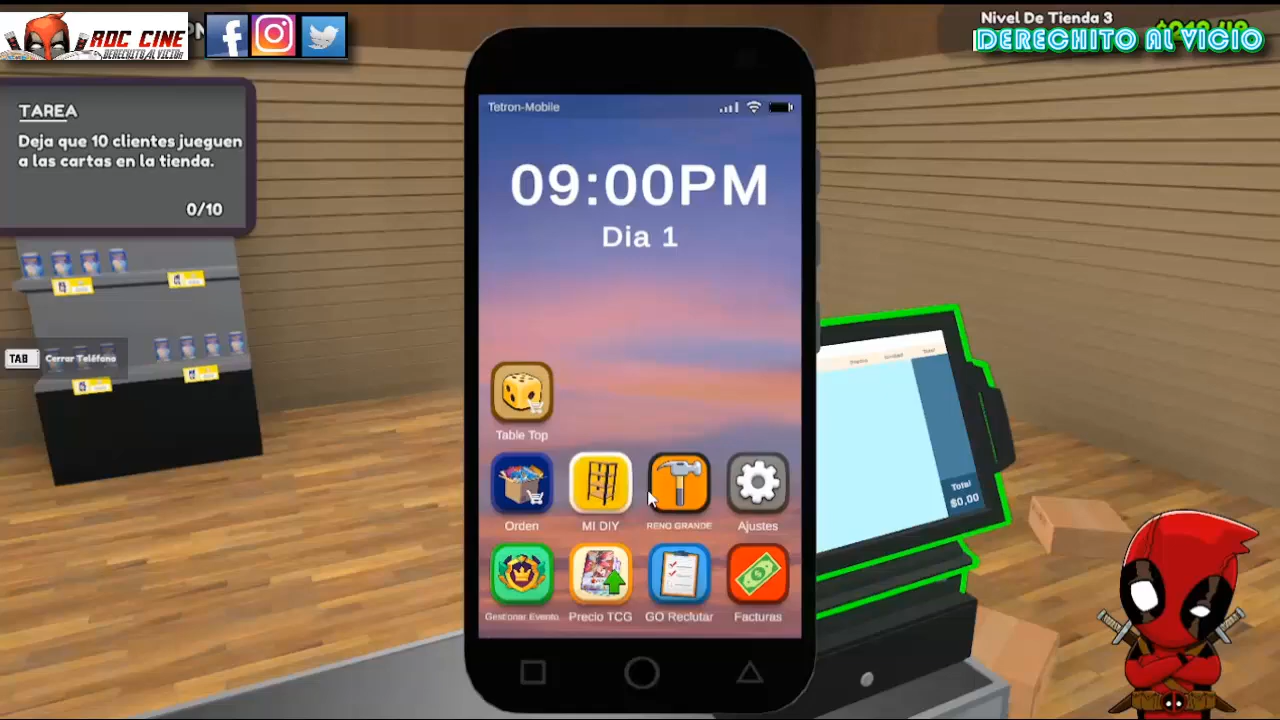 ROC CINE
DERECHITO AL VICIO
Nivel De Tienda 3
DERECHITO AL VICIO
TAREA
Deja que 10 clientes jueguen
a las cartas en la tienda.
0/10
TAB Cerrar Teléfono
Tetron-Mobile
09:00PM
Dia 1
Table Top
Orden
MI DIY
RENO GRANDE
Ajustes
Gestionar Evento.
Precio TCG
GO Reclutar
Facturas
Total
Total
$0,00